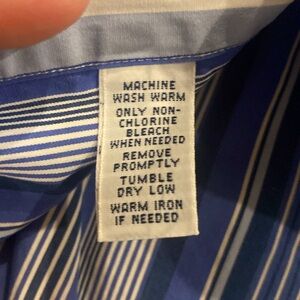 MACHINE
WASH WARM
ONLY NON-
CHLORINE
BLEACH
WHEN NEEDED
REMOVE
PROMPTLY
TUMBLE
DRY LOW
WARM IRON
IF NEEDED